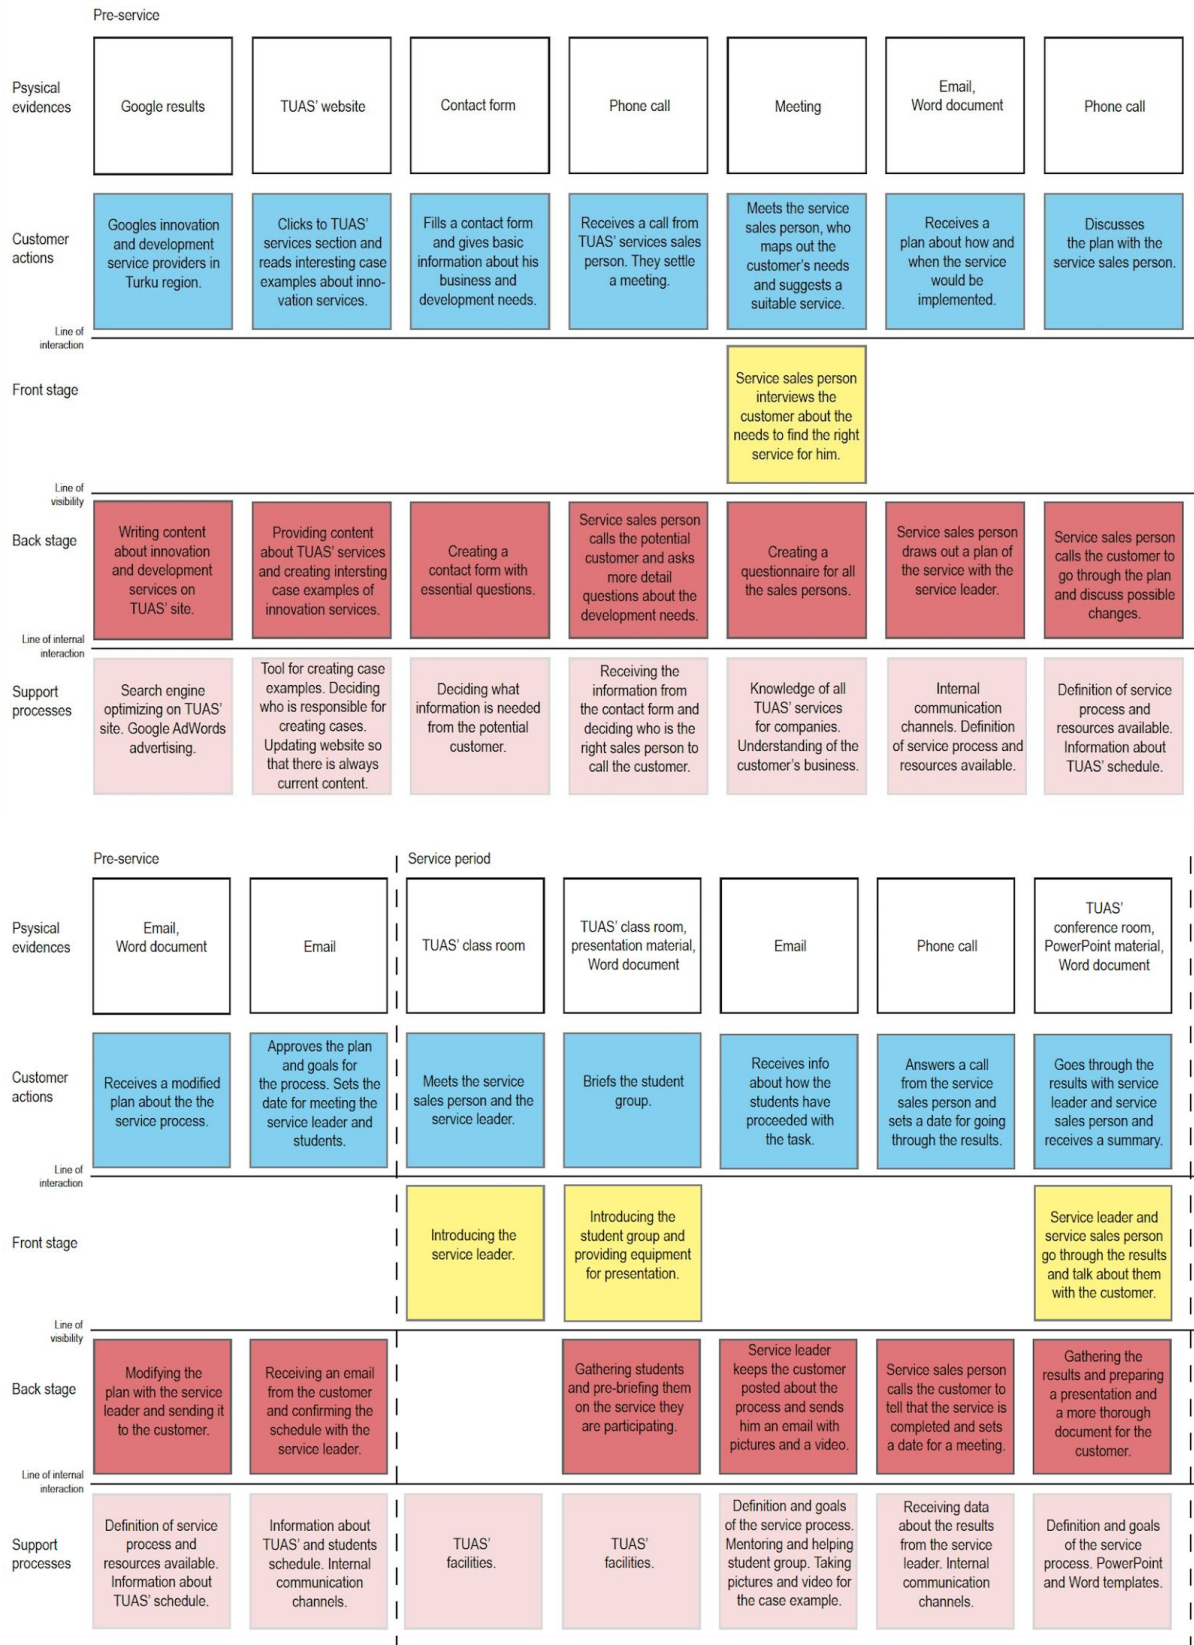 Pre-service
Psysical
evidences
Google results
TUAS' website
Contact form
Phone call
Meeting
Email,
Word document
Phone call
Customer
actions
Googles innovation
and development
service providers in
Turku region.
Clicks to TUAS'
services section and
reads interesting case
examples about inno-
vation services.
Fills a contact form
and gives basic
information about his
business and
development needs.
Receives a call from
TUAS' services sales
person. They settle
a meeting.
Meets the service
sales person, who
maps out the
customer's needs
and suggests a
suitable service.
Receives a
plan about how and
when the service
would be
implemented.
Discusses
the plan with the
service sales person.
Line of
interaction
Front stage
Service sales person
interviews the
customer about the
needs to find the right
service for him.
Line of
visibility
Back stage
Writing content
about innovation
and development
services on
TUAS' site.
Providing content
about TUAS' services
and creating intersting
case examples of
innovation services.
Creating a
contact form with
essential questions.
Service sales person
calls the potential
customer and asks
more detail
questions about the
development needs.
Creating a
questionnaire for all
the sales persons.
Service sales person
draws out a plan of
the service with the
service leader.
Service sales person
calls the customer to
go through the plan
and discuss possible
changes.
Line of internal
interaction
Support
processes
Search engine
optimizing on TUAS'
site. Google AdWords
advertising.
Tool for creating case
examples. Deciding
who is responsible for
creating cases.
Updating website so
that there is always
current content.
Deciding what
information is needed
from the potential
customer.
Receiving the
information from
the contact form and
deciding who is the
right sales person to
call the customer.
Knowledge of all
TUAS' services
for companies.
Understanding of the
customer's business.
Internal
communication
channels. Definition
of service process and
resources available.
Definition of service
process and
resources available.
Information about
TUAS' schedule.
Pre-service
Service period
Psysical
evidences
Email,
Word document
Email
TUAS' class room
TUAS' class room,
presentation material,
Word document
Email
Phone call
TUAS'
conference room,
PowerPoint material,
Word document
Customer
actions
Receives a modified
plan about the the
service process.
Approves the plan
and goals for
the process. Sets the
date for meeting the
service leader and
students.
Meets the service
sales person and the
service leader.
Briefs the student
group.
Receives info
about how the
students have
proceeded with
the task.
Answers a call
from the service
sales person and
sets a date for going
through the results.
Goes through the
results with service
leader and service
sales person and
receives a summary.
Line of
interaction
Front stage
Introducing the
service leader.
Introducing the
student group and
providing equipment
for presentation.
Service leader and
service sales person
go through the results
and talk about them
with the customer.
Line of
visibility
Back stage
Modifying the
plan with the service
leader and sending it
to the customer.
Receiving an email
from the customer
and confirming the
schedule with the
service leader.
Gathering students
and pre-briefing them
on the service they
are participating.
Service leader
keeps the customer
posted about the
process and sends
him an email with
pictures and a video.
Service sales person
calls the customer to
tell that the service is
completed and sets
a date for a meeting.
Gathering the
results and preparing
a presentation and
a more thorough
document for the
customer.
Line of internal
interaction
Support
processes
Definition of service
process and
resources available.
Information about
TUAS' schedule.
Information about
TUAS' and students
schedule. Internal
communication
channels.
TUAS'
facilities.
TUAS'
facilities.
Definition and goals
of the service process.
Mentoring and helping
student group. Taking
pictures and video for
the case example.
Receiving data
about the results
from the service
leader. Internal
communication
channels.
Definition and goals
of the service
process. PowerPoint
and Word templates.